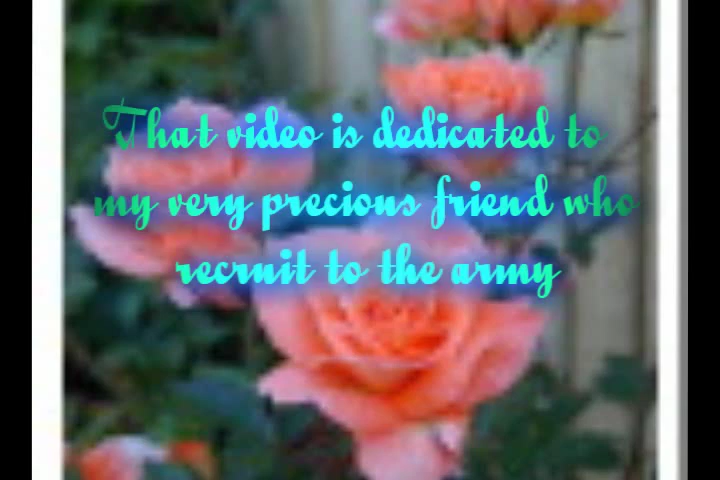 That video is dedicated to
my very precious friend who
recruit to the army